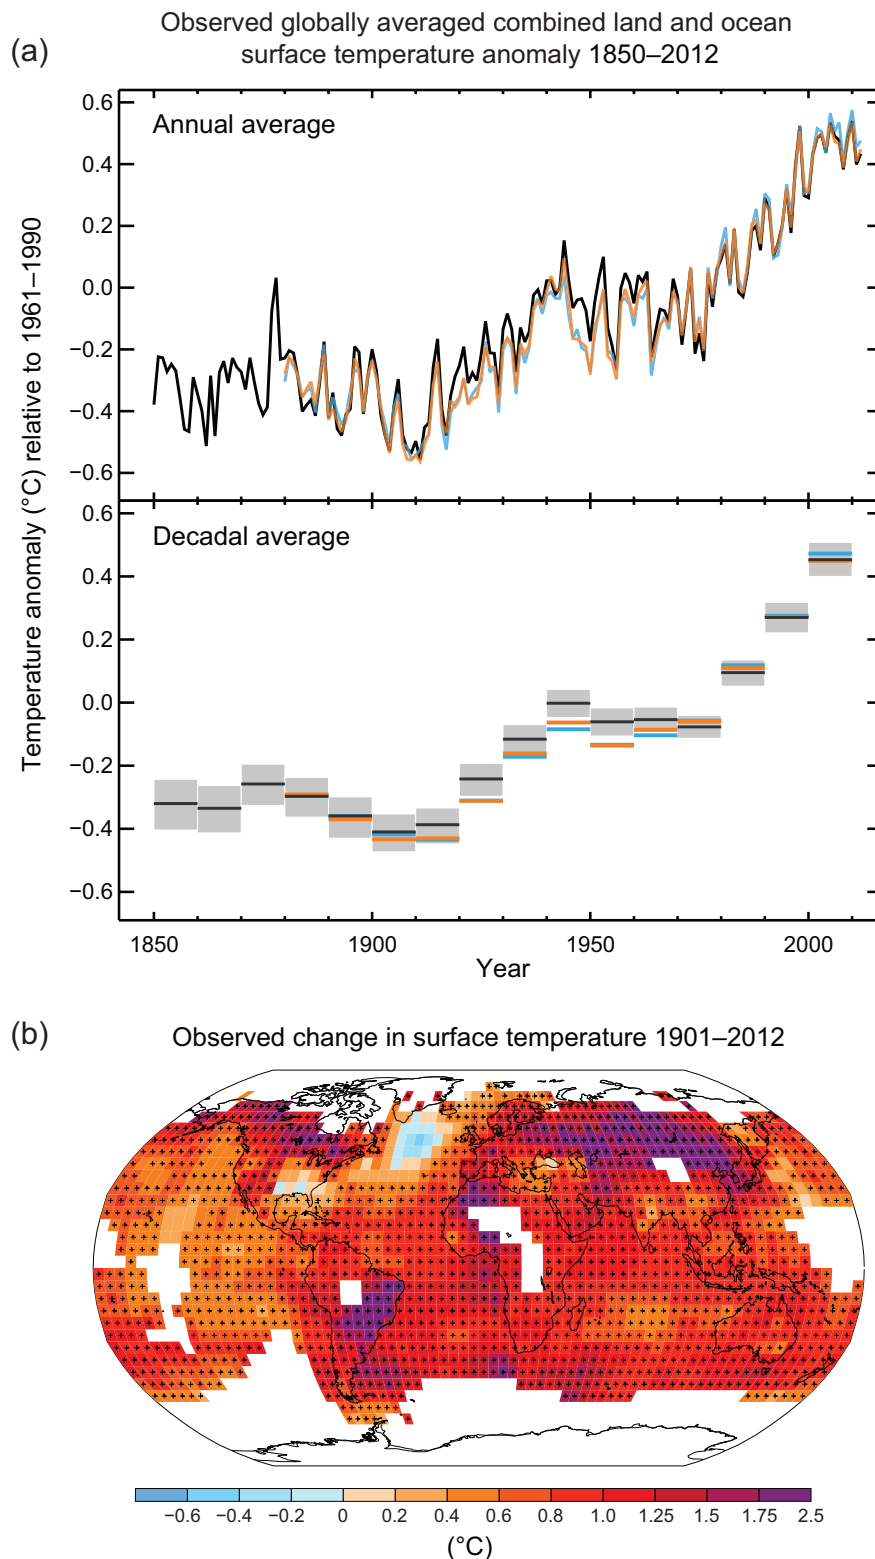 Observed globally averaged combined land and ocean
surface temperature anomaly 1850–2012
(a)
Temperature anomaly (°C) relative to 1961–1990
Annual average
0.6
0.4
0.2
0.0
−0.2
−0.4
−0.6
Decadal average
0.6
0.4
0.2
0.0
−0.2
−0.4
−0.6
1850 1900 1950 2000
Year
(b)
Observed change in surface temperature 1901–2012
−0.6 −0.4 −0.2 0 0.2 0.4 0.6 0.8 1.0 1.25 1.5 1.75 2.5
(°C)